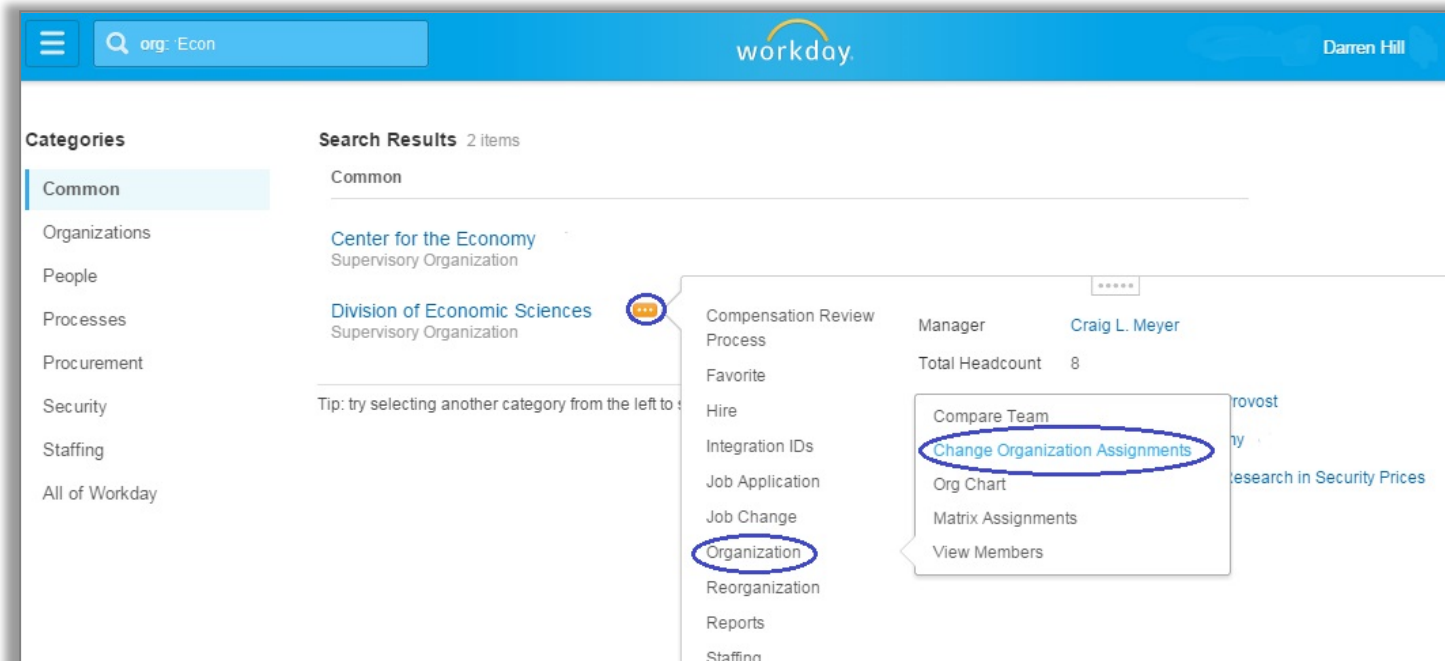 org: Econ
workday.
Darren Hill
Categories
Common
Organizations
People
Processes
Procurement
Security
Staffing
All of Workday
Search Results 2 items
Common
Center for the Economy
Supervisory Organization
Division of Economic Sciences
Supervisory Organization
Tip: try selecting another category from the left to
Compensation Review
Process
Favorite
Hire
Integration IDs
Job Application
Job Change
Organization
Reorganization
Reports
Staffing
Manager Craig L. Meyer
Total Headcount 8
Compare Team
Change Organization Assignments
Org Chart
Matrix Assignments
View Members
in Security Prices